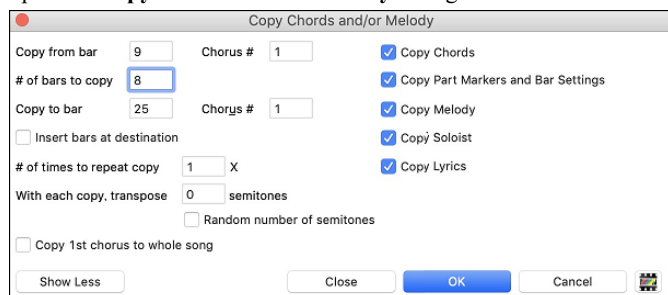 Copy Chords and/or Melody
Copy from bar 9 Chorus # 1
Copy Chords
# of bars to copy 8
Copy Part Markers and Bar Settings
Copy to bar 25 Chorus # 1
Copy Melody
Insert bars at destination
Copy Soloist
# of times to repeat copy 1 X
Copy Lyrics
With each copy, transpose 0 semitones
Random number of semitones
Copy 1st chorus to whole song
Show Less Close OK Cancel